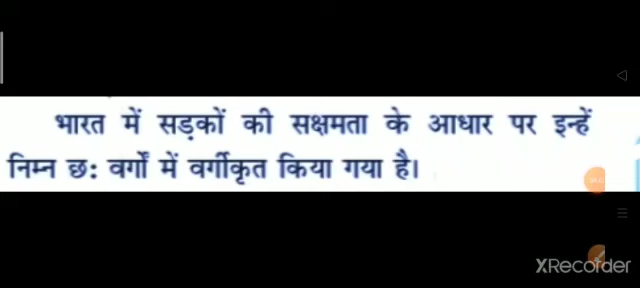 भारत में सड़कों की सक्षमता के आधार पर इन्हें
निम्न छः वर्गों में वर्गीकृत किया गया है।
XRecorder